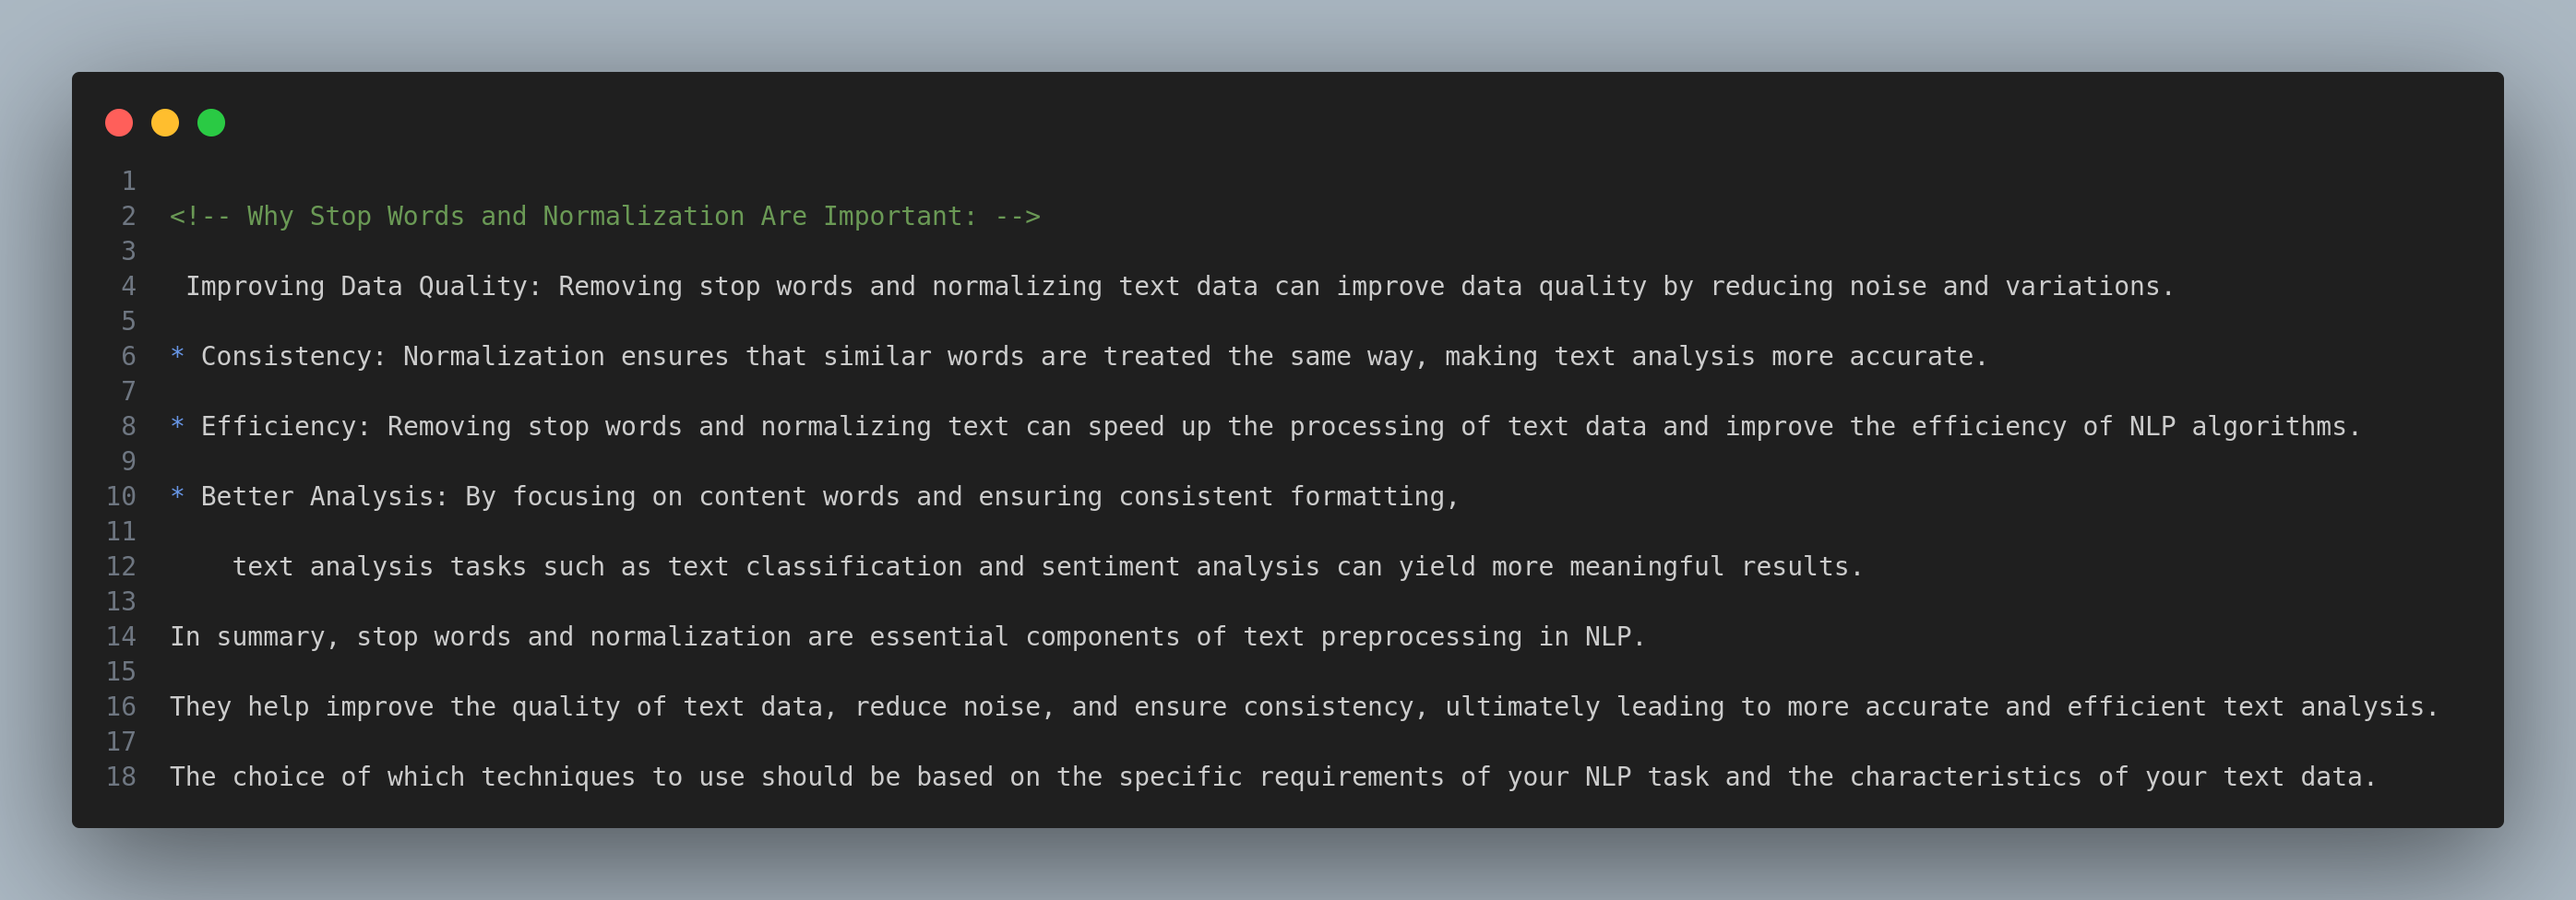 1
2 <!-- Why Stop Words and Normalization Are Important: -->
3
4  Improving Data Quality: Removing stop words and normalizing text data can improve data quality by reducing noise and variations.
5
6 * Consistency: Normalization ensures that similar words are treated the same way, making text analysis more accurate.
7
8 * Efficiency: Removing stop words and normalizing text can speed up the processing of text data and improve the efficiency of NLP algorithms.
9
10 * Better Analysis: By focusing on content words and ensuring consistent formatting,
11
12     text analysis tasks such as text classification and sentiment analysis can yield more meaningful results.
13
14 In summary, stop words and normalization are essential components of text preprocessing in NLP.
15
16 They help improve the quality of text data, reduce noise, and ensure consistency, ultimately leading to more accurate and efficient text analysis.
17
18 The choice of which techniques to use should be based on the specific requirements of your NLP task and the characteristics of your text data.